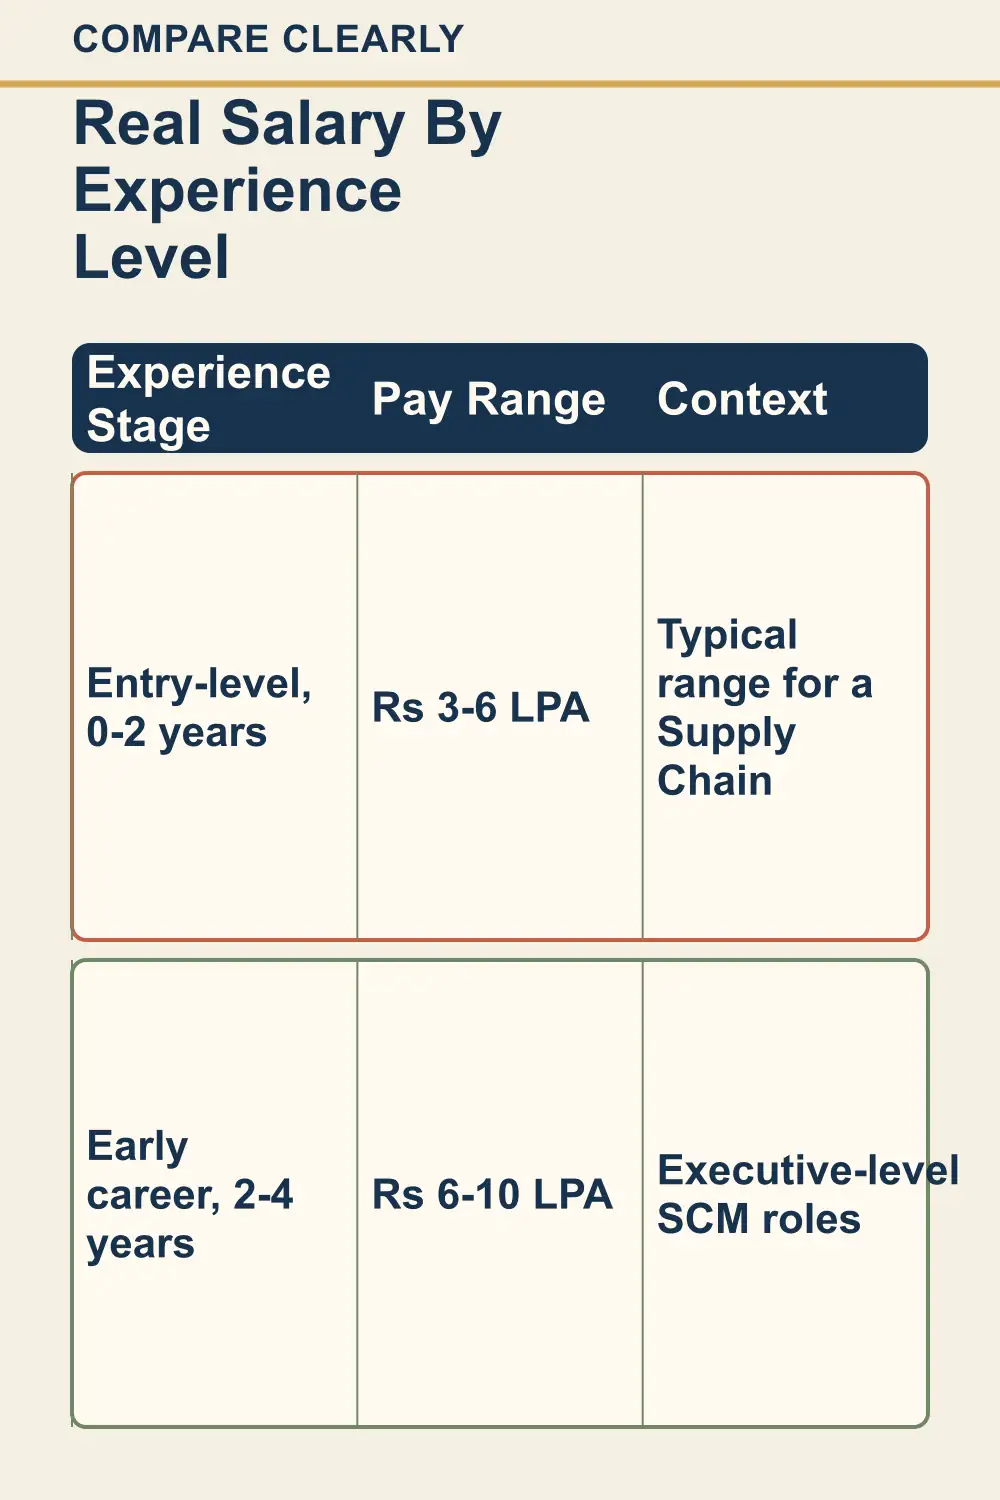 COMPARE CLEARLY
Real Salary By
Experience
Level
Experience
Stage
Pay Range
Context
Entry-level,
0-2 years
Rs 3-6 LPA
Typical
range for a
Supply
Chain
Early
career, 2-4
years
Rs 6-10 LPA
Executive-level
SCM roles